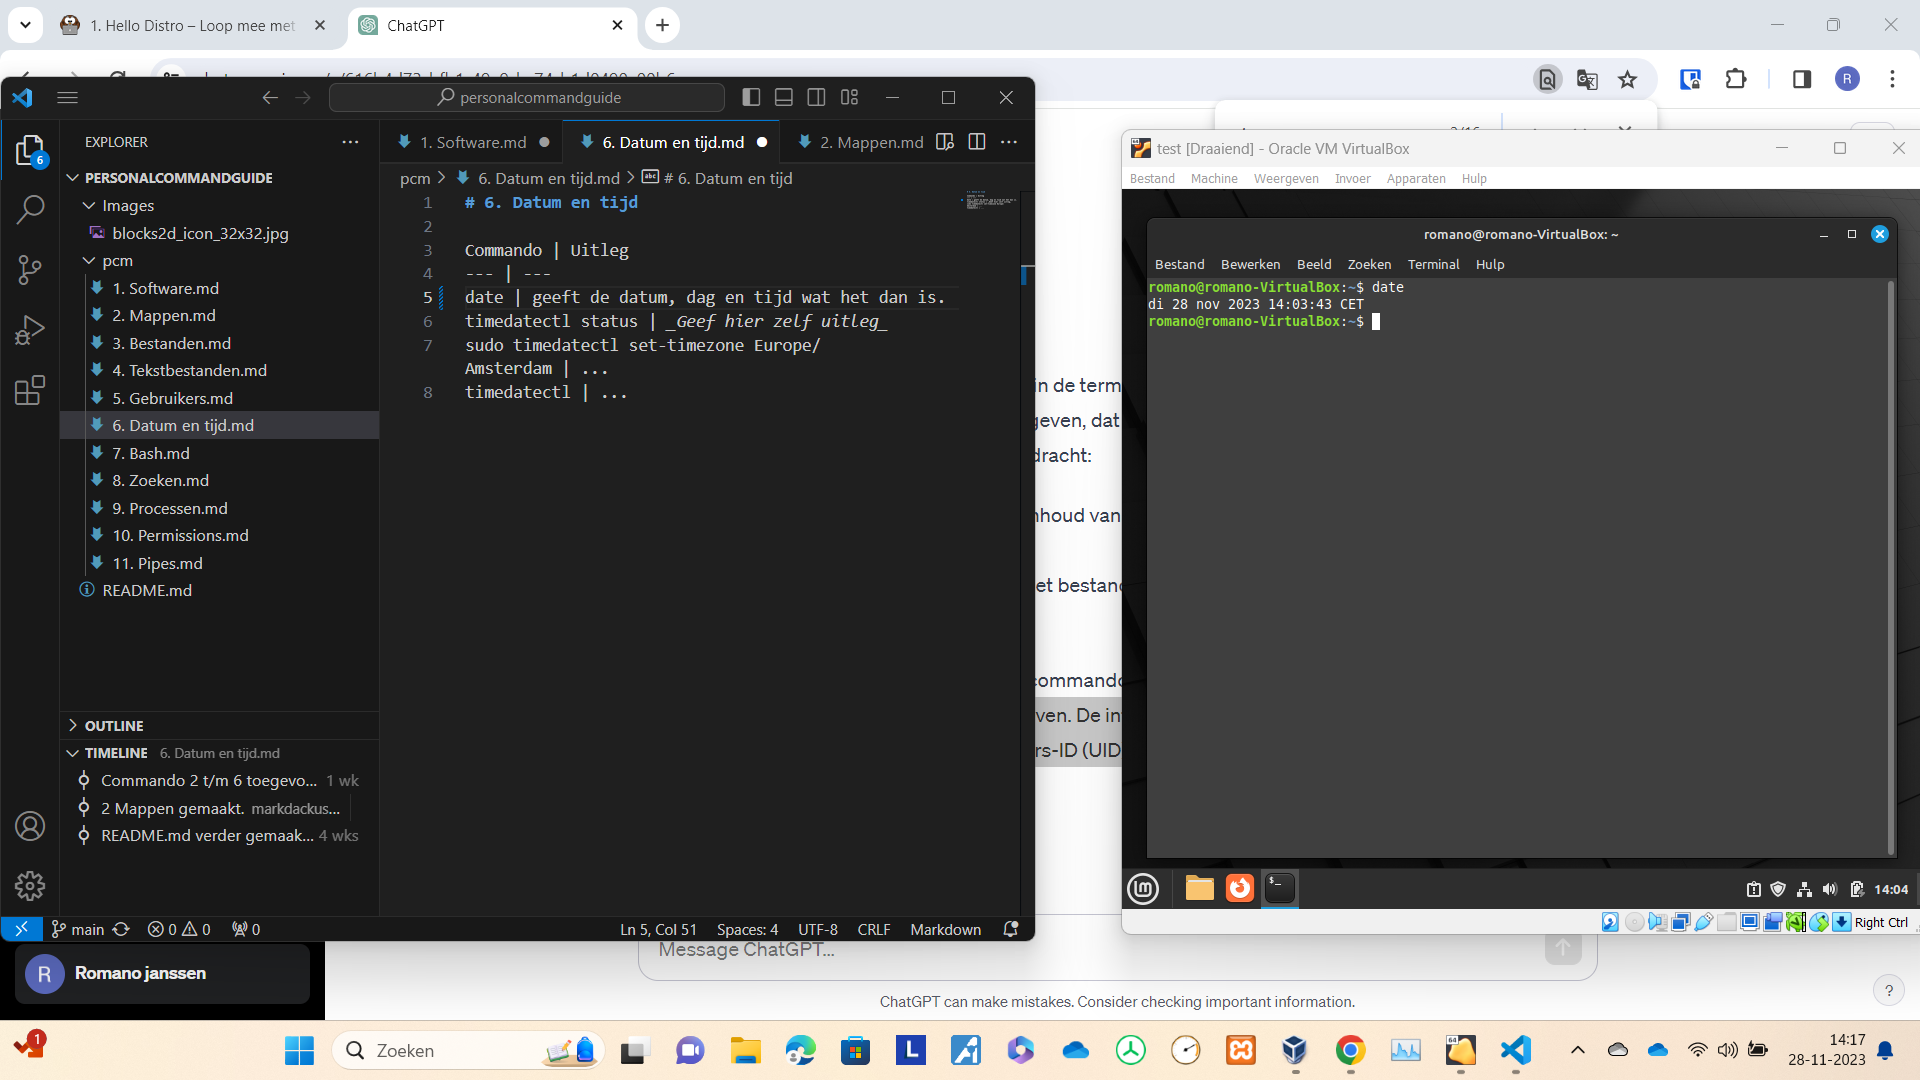 1. Hello Distro – Loop mee met
ChatGPT
R
personalcommandguide
EXPLORER
6
PERSONALCOMMANDGUIDE
Images
blocks2d_icon_32x32.jpg
pcm
1. Software.md
2. Mappen.md
3. Bestanden.md
4. Tekstbestanden.md
5. Gebruikers.md
6. Datum en tijd.md
7. Bash.md
8. Zoeken.md
9. Processen.md
10. Permissions.md
11. Pipes.md
README.md
OUTLINE
TIMELINE 6. Datum en tijd.md
Commando 2 t/m 6 toegevo... 1 wk
2 Mappen gemaakt. markdackus...
README.md verder gemaak... 4 wks
1. Software.md
6. Datum en tijd.md
2. Mappen.md
pcm > 6. Datum en tijd.md > # 6. Datum en tijd
1 # 6. Datum en tijd
2
3 Commando | Uitleg
4 --- | ---
5 date | geeft de datum, dag en tijd wat het dan is.
6 timedatectl status | _Geef hier zelf uitleg_
7 sudo timedatectl set-timezone Europe/
Amsterdam | ...
8 timedatectl | ...
main
0 0
0
Ln 5, Col 51
Spaces: 4
UTF-8
CRLF
Markdown
in de term
geven, dat
dracht:
nhoud van
et bestand
commando
ven. De in
rs-ID (UID
test [Draaiend] - Oracle VM VirtualBox
Bestand Machine Weergeven Invoer Apparaten Hulp
romano@romano-VirtualBox: ~
Bestand Bewerken Beeld Zoeken Terminal Hulp
romano@romano-VirtualBox:~$ date
di 28 nov 2023 14:03:43 CET
romano@romano-VirtualBox:~$
14:04
Right Ctrl
R Romano janssen
Message ChatGPT...
ChatGPT can make mistakes. Consider checking important information.
?
1
Zoeken
L
64
14:17
28-11-2023